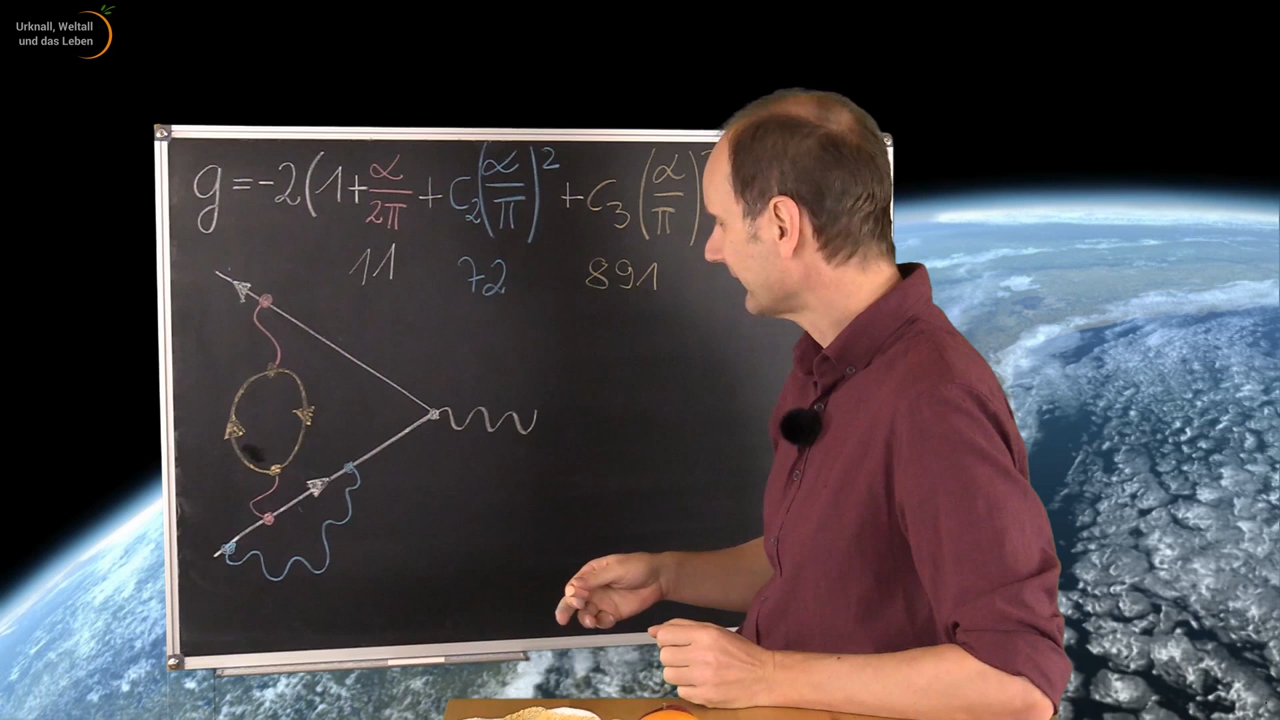 Urknall, Weltall
und das Leben
g=-2(1+α/2π+C₂(α/π)²+C₃(α/π)
11 72 891